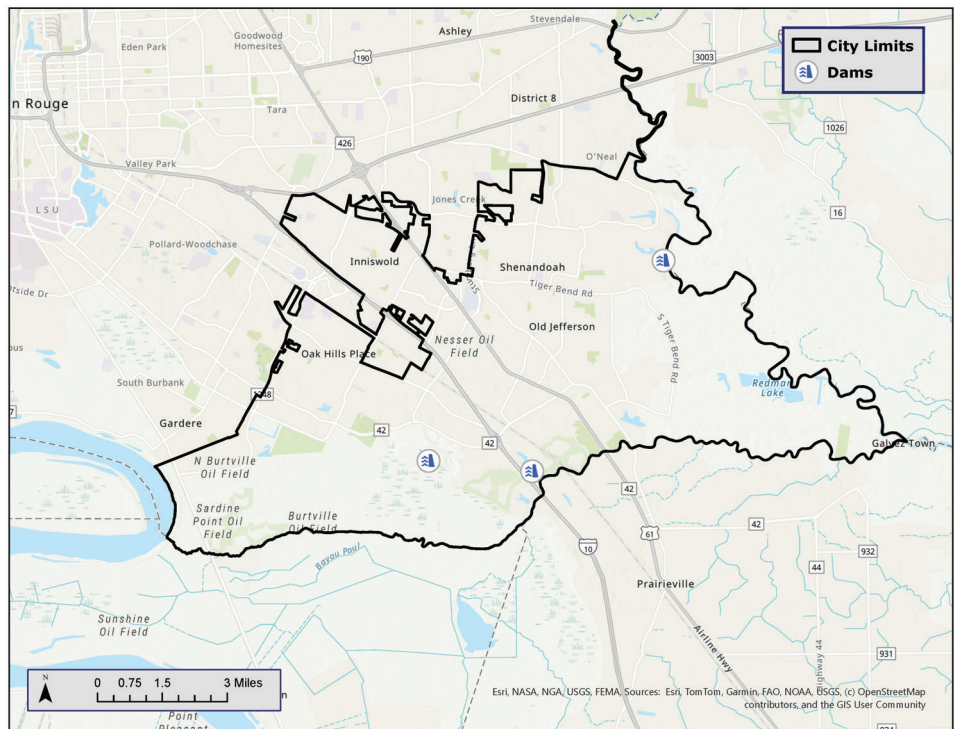 Stevendale
Eden Park
Goodwood
Homesites
Ashley
190
3003
City Limits
Dams
n Rouge
Tara
District 8
1026
426
Valley Park
O'Neal
Jones Creek
LSU
16
Pollard-Woodchase
Inniswold
Shenandoah
Tiger Bend Rd
utside Dr
Old Jefferson
S Tiger Bend Rd
Nesser Oil
Field
Oak Hills Place
South Burbank
Redman
Lake
1248
Gardere
42
42
Galvez Town
N Burtville
Oil Field
Sardine
Point Oil
Field
Burtville
Oil Field
42
42
61
10
Bayou Paul
932
44
Prairieville
Sunshine
Oil Field
Airline Hwy
Highway 44
931
N
0 0.75 1.5 3 Miles
Esri, NASA, NGA, USGS, FEMA, Sources: Esri, TomTom, Garmin, FAO, NOAA, USGS, (c) OpenStreetMap
contributors, and the GIS User Community
Point
Pleasant